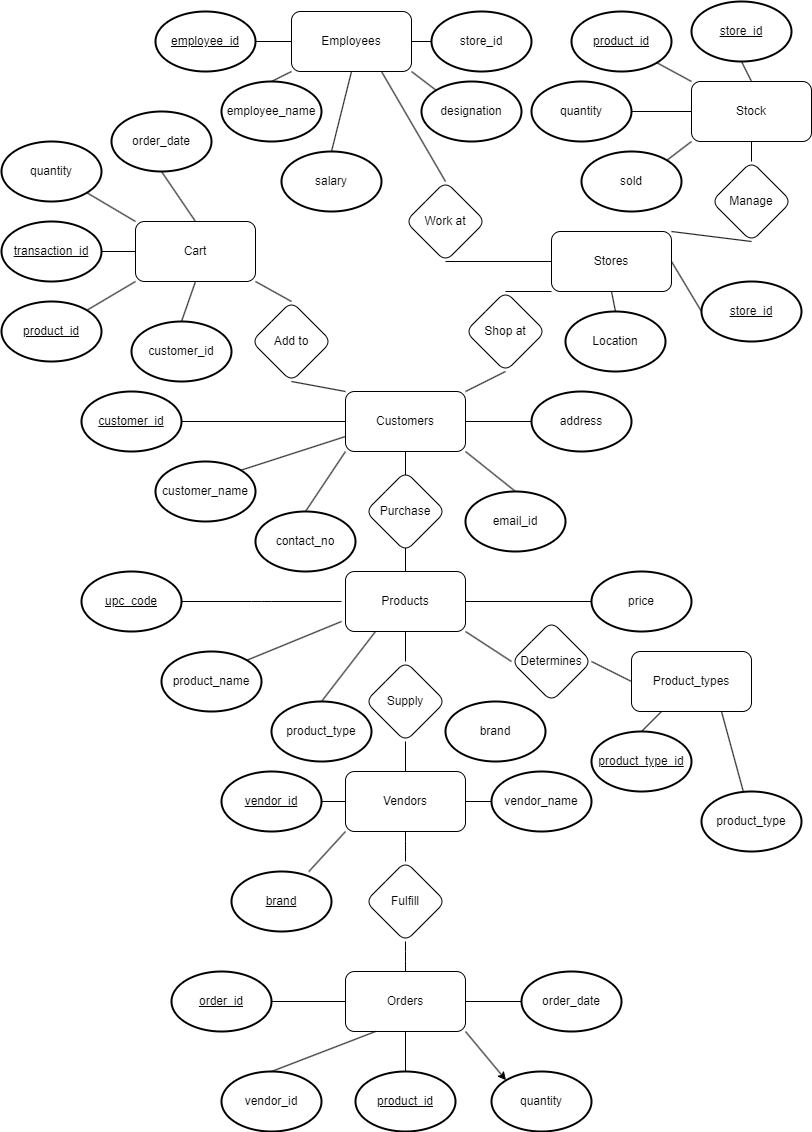 store_id
employee_id
Employees
store_id
product_id
employee_name
designation
quantity
Stock
order_date
quantity
salary
sold
Manage
Work at
transaction_id
Cart
Stores
store_id
product_id
customer_id
Add to
Shop at
Location
customer_id
Customers
address
customer_name
Purchase
email_id
contact_no
upc_code
Products
price
product_name
Determines
Product_types
Supply
product_type
brand
product_type_id
vendor_id
Vendors
vendor_name
product_type
brand
Fulfill
order_id
Orders
order_date
vendor_id
product_id
quantity